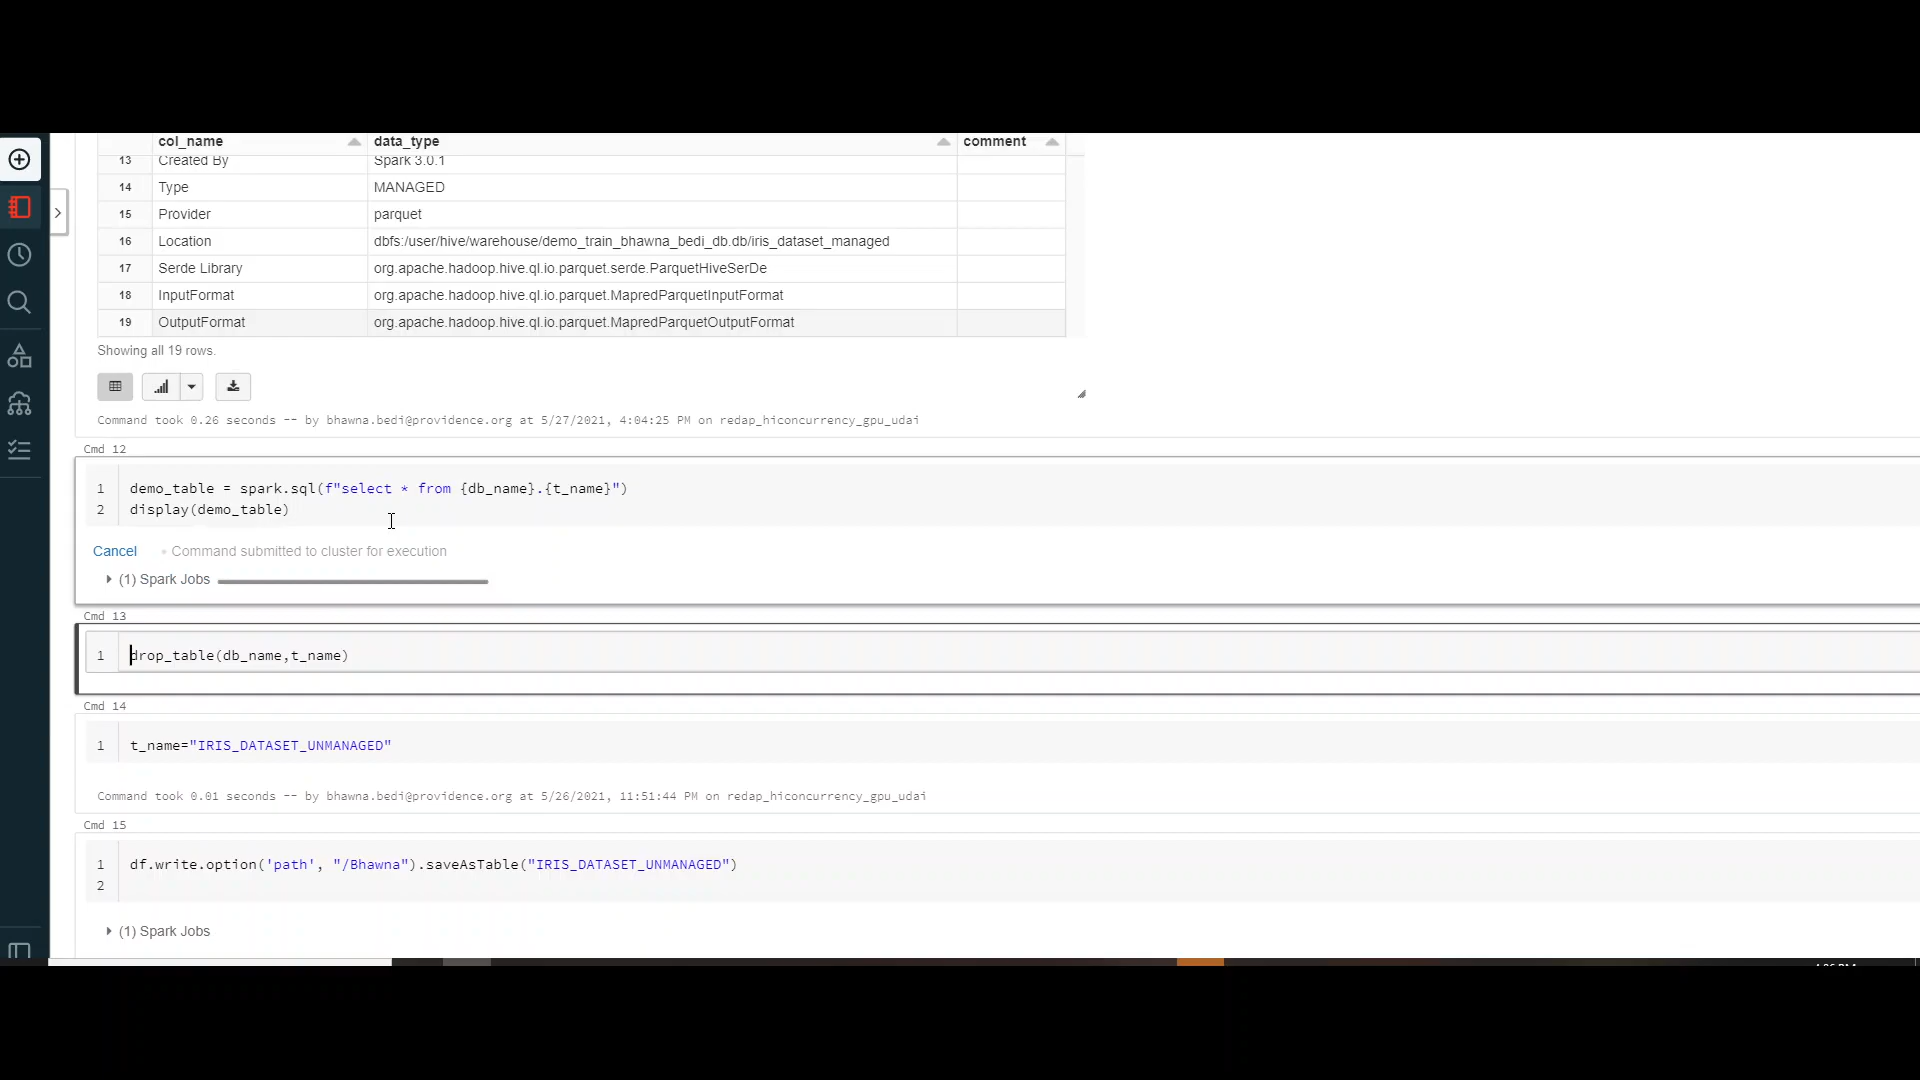 col_name data_type comment
13 Created By Spark 3.0.1
14 Type MANAGED
15 Provider parquet
16 Location dbfs:/user/hive/warehouse/demo_train_bhawna_bedi_db.db/iris_dataset_managed
17 Serde Library org.apache.hadoop.hive.ql.io.parquet.serde.ParquetHiveSerDe
18 InputFormat org.apache.hadoop.hive.ql.io.parquet.MapredParquetInputFormat
19 OutputFormat org.apache.hadoop.hive.ql.io.parquet.MapredParquetOutputFormat
Showing all 19 rows.
Command took 0.26 seconds -- by bhawna.bedi@providence.org at 5/27/2021, 4:04:25 PM on redap_hiconcurrency_gpu_udai
Cmd 12
1 demo_table = spark.sql(f"select * from {db_name}.{t_name}")
2 display(demo_table)
Cancel Command submitted to cluster for execution
(1) Spark Jobs
Cmd 13
1 drop_table(db_name,t_name)
Cmd 14
1 t_name="IRIS_DATASET_UNMANAGED"
Command took 0.01 seconds -- by bhawna.bedi@providence.org at 5/26/2021, 11:51:44 PM on redap_hiconcurrency_gpu_udai
Cmd 15
1 df.write.option('path', "/Bhawna").saveAsTable("IRIS_DATASET_UNMANAGED")
2
(1) Spark Jobs